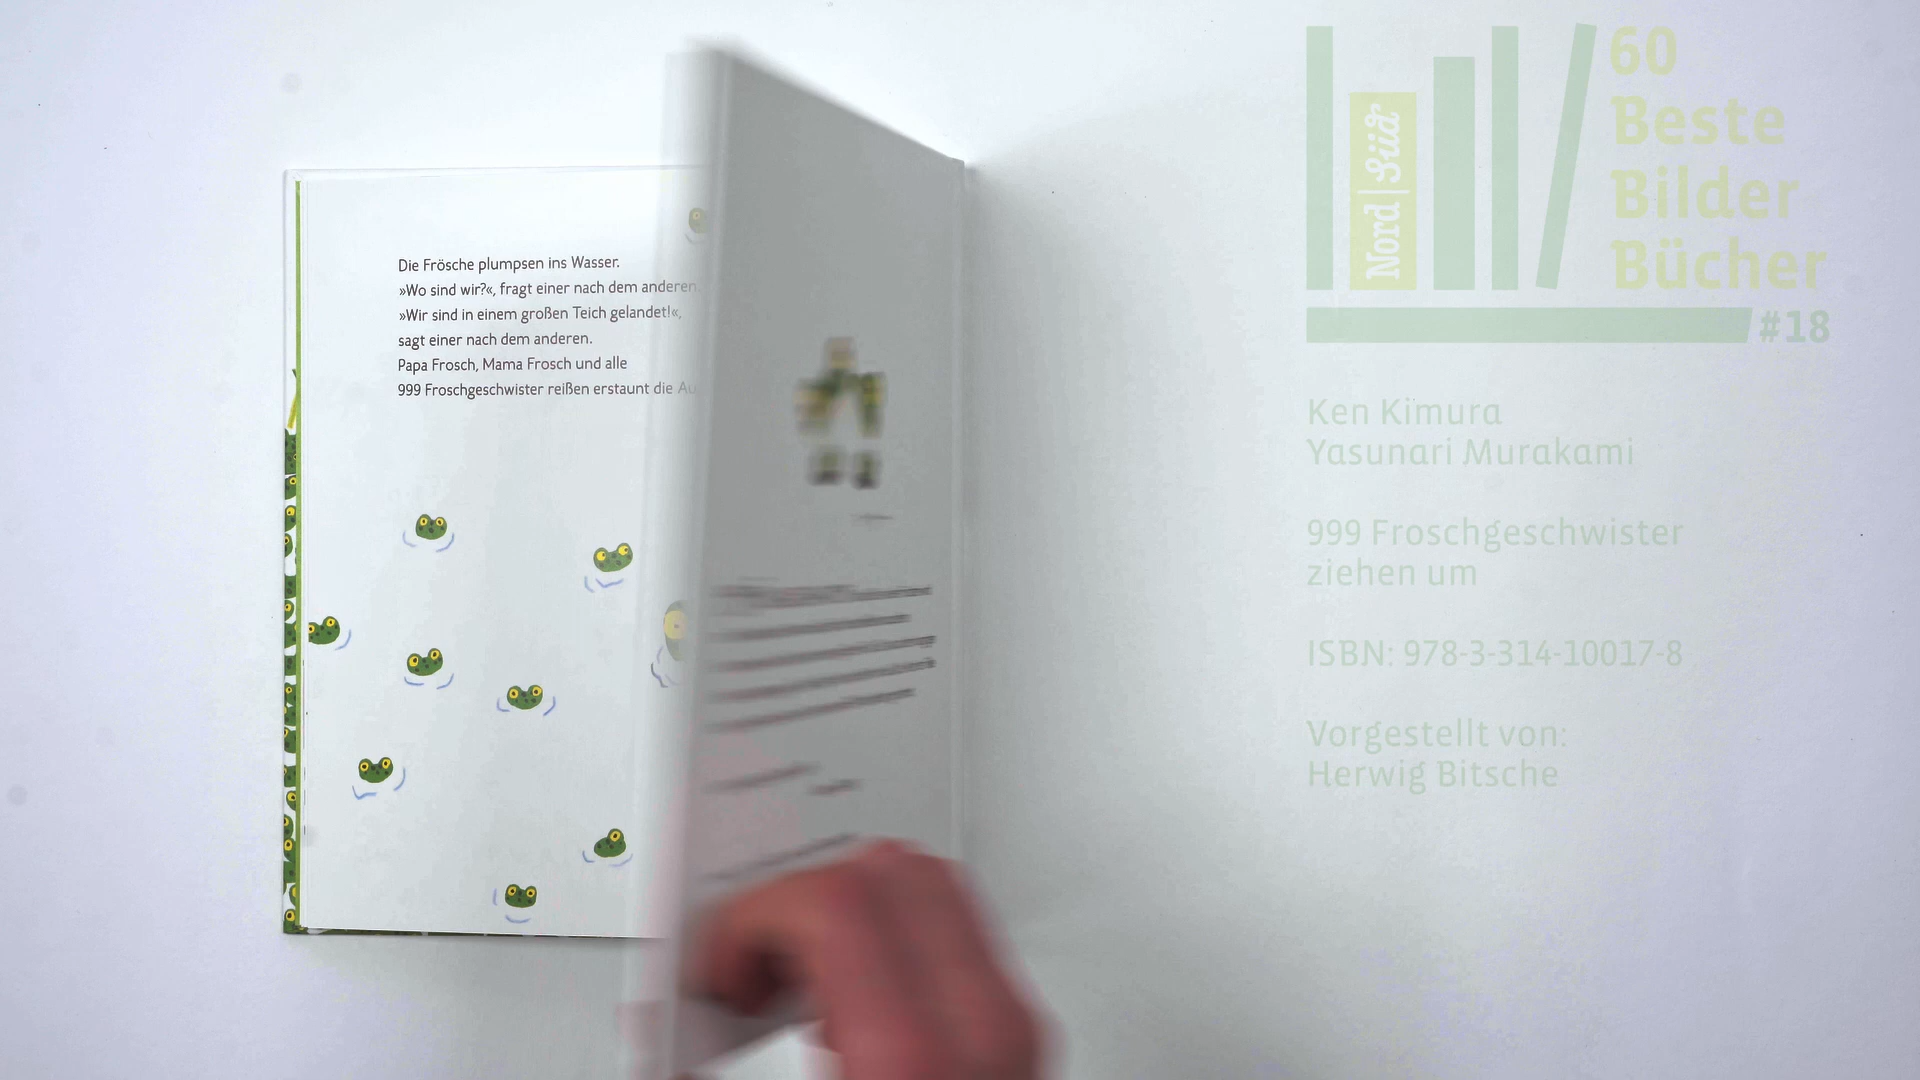 Die Frösche plumpsen ins Wasser.
»Wo sind wir?«, fragt einer nach dem anderen.
»Wir sind in einem großen Teich gelandet!«,
sagt einer nach dem anderen.
Papa Frosch, Mama Frosch und alle
999 Froschgeschwister reißen erstaunt die
Nord|Süd
60
Beste
Bilder
Bücher
#18
Ken Kimura
Yasunari Murakami
999 Froschgeschwister
ziehen um
ISBN: 978-3-314-10017-8
Vorgestellt von:
Herwig Bitsche